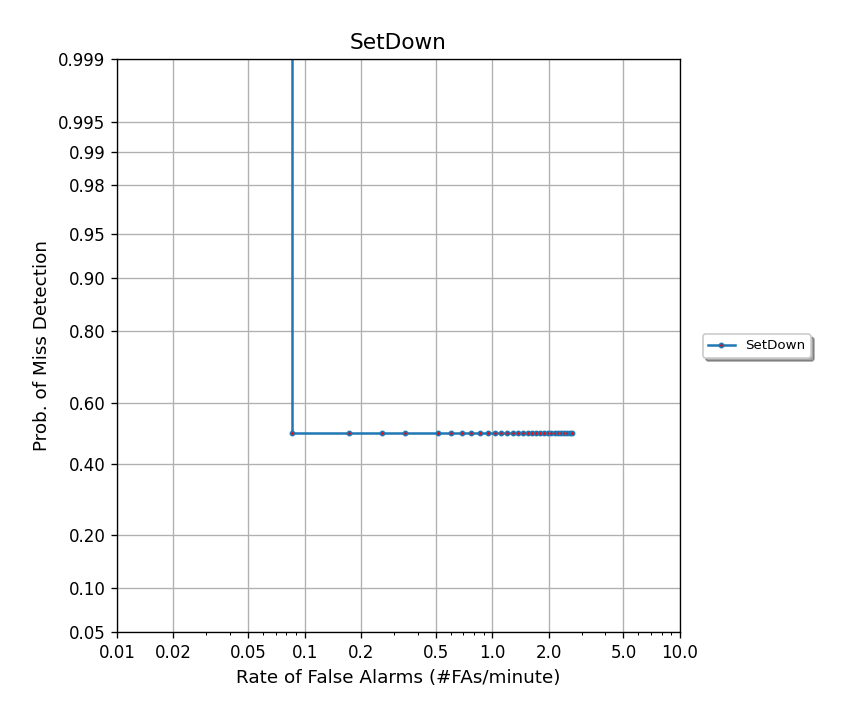 SetDown
0.999
0.995
0.99
0.98
0.95
0.90
0.80
0.60
0.40
0.20
0.10
0.05
Prob. of Miss Detection
0.01 0.02 0.05 0.1 0.2 0.5 1.0 2.0 5.0 10.0
Rate of False Alarms (#FAs/minute)
SetDown